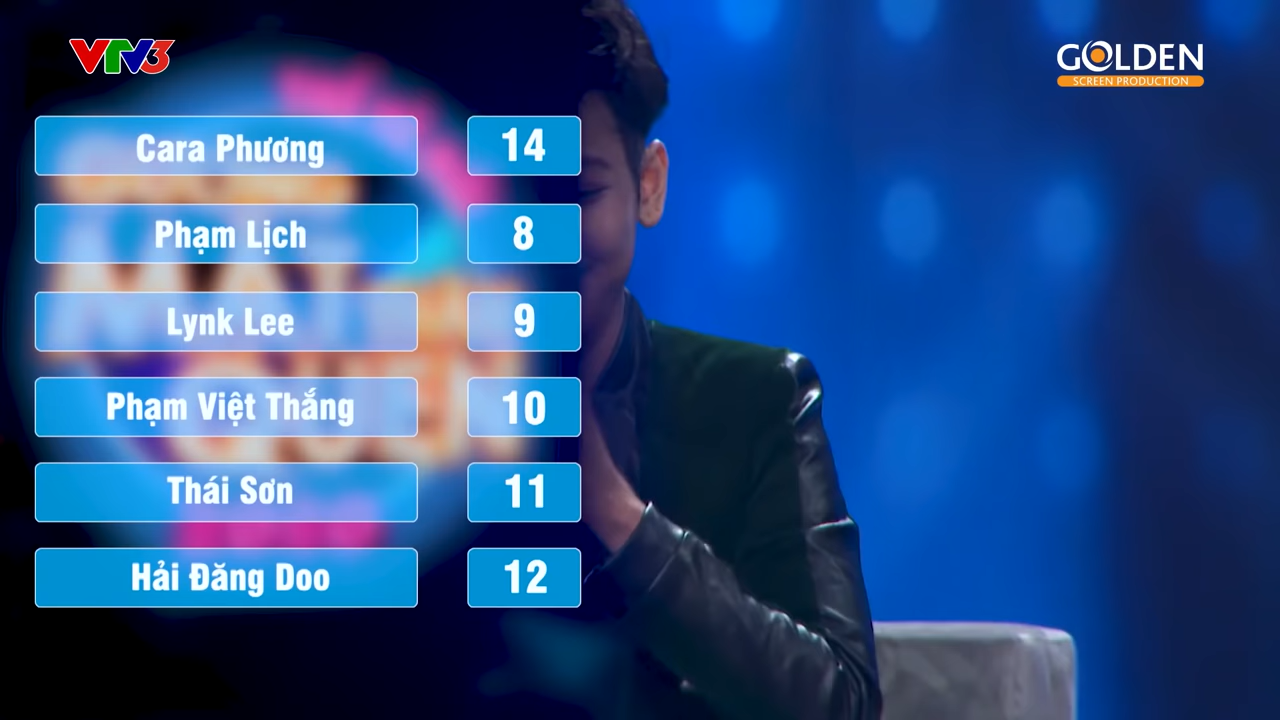 VTV3
GOLDEN
SCREEN PRODUCTION
Cara Phương 14
Phạm Lịch 8
Lynk Lee 9
Phạm Việt Thắng 10
Thái Sơn 11
Hải Đăng Doo 12